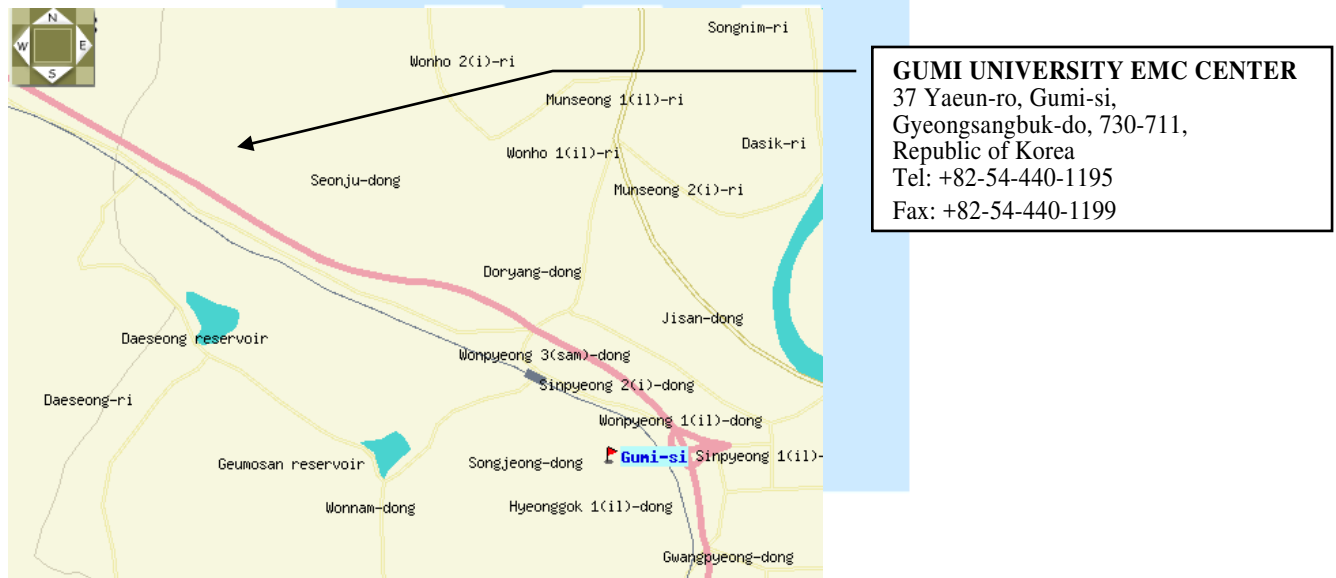 N
W
E
S
Songnim-ri
Wonho 2(i)-ri
Munseong 1(il)-ri
Dasik-ri
Wonho 1(il)-ri
Seonju-dong
Munseong 2(i)-ri
Doryang-dong
Jisan-dong
Daeseong reservoir
Wonpyeong 3(sam)-dong
Sinpyeong 2(i)-dong
Daeseong-ri
Wonpyeong 1(il)-dong
Gumi-si
Sinpyeong 1(il)-
Geumosan reservoir
Songjeong-dong
Wonnam-dong
Hyeonggok 1(il)-dong
Gwangpyeong-dong
GUMI UNIVERSITY EMC CENTER
37 Yaeun-ro, Gumi-si,
Gyeongsangbuk-do, 730-711,
Republic of Korea
Tel: +82-54-440-1195
Fax: +82-54-440-1199